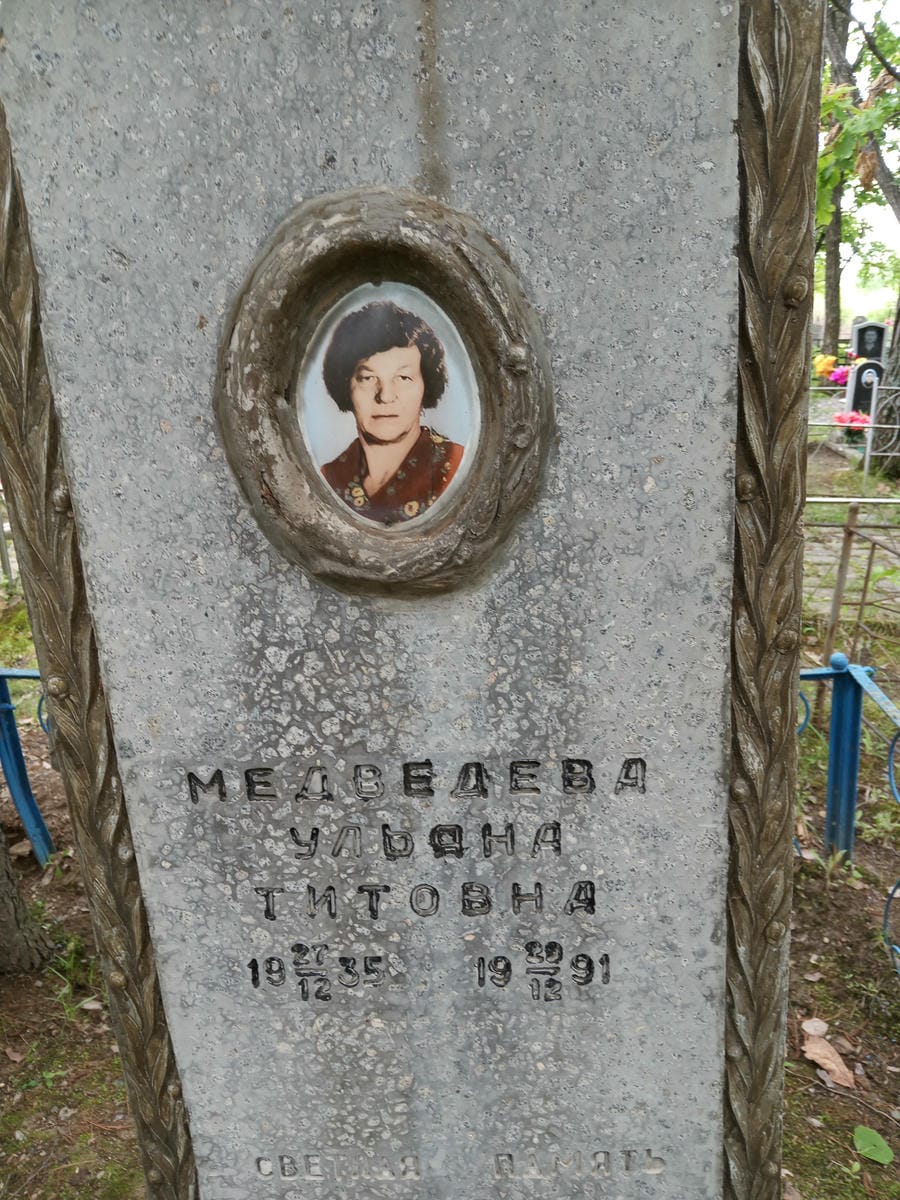 МЕДВЕДЕВА
УЛЬЯНА
ТИТОВНА
19 27/12 35 19 29/12 91
СВЕТЛАЯ ПАМЯТЬ